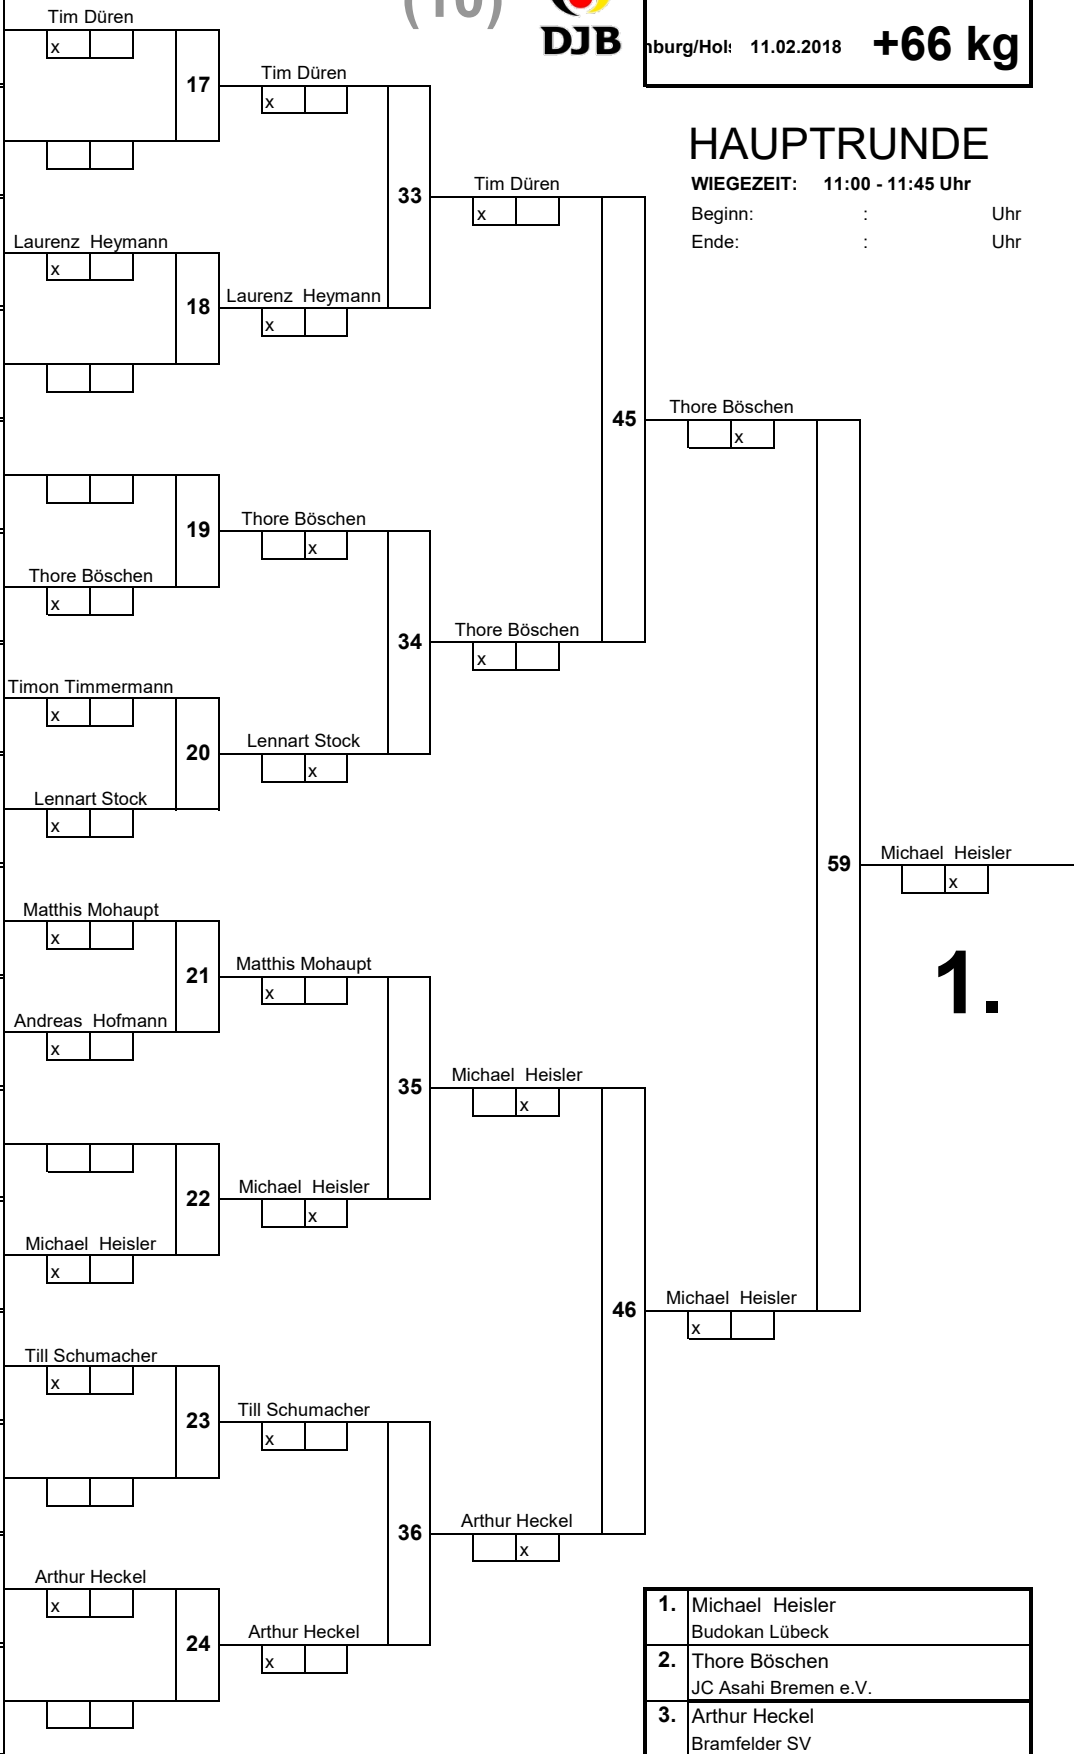 (10)
DJB
11.02.2018 +66 kg
HAUPTRUNDE
WIEGEZEIT: 11:00 - 11:45 Uhr
Beginn: : Uhr
Ende: : Uhr
Tim Düren
x
17
Tim Düren
x
33
Tim Düren
x
Laurenz Heymann
x
18
Laurenz Heymann
x
45
Thore Böschen
x
19
Thore Böschen
x
Thore Böschen
x
34
Thore Böschen
x
Timon Timmermann
x
20
Lennart Stock
x
Lennart Stock
x
59
Michael Heisler
x
1.
Matthis Mohaupt
x
21
Matthis Mohaupt
x
Andreas Hofmann
x
35
Michael Heisler
x
22
Michael Heisler
x
Michael Heisler
x
46
Michael Heisler
x
Till Schumacher
x
23
Till Schumacher
x
36
Arthur Heckel
x
Arthur Heckel
x
24
Arthur Heckel
x
1. Michael Heisler
Budokan Lübeck
2. Thore Böschen
JC Asahi Bremen e.V.
3. Arthur Heckel
Bramfelder SV